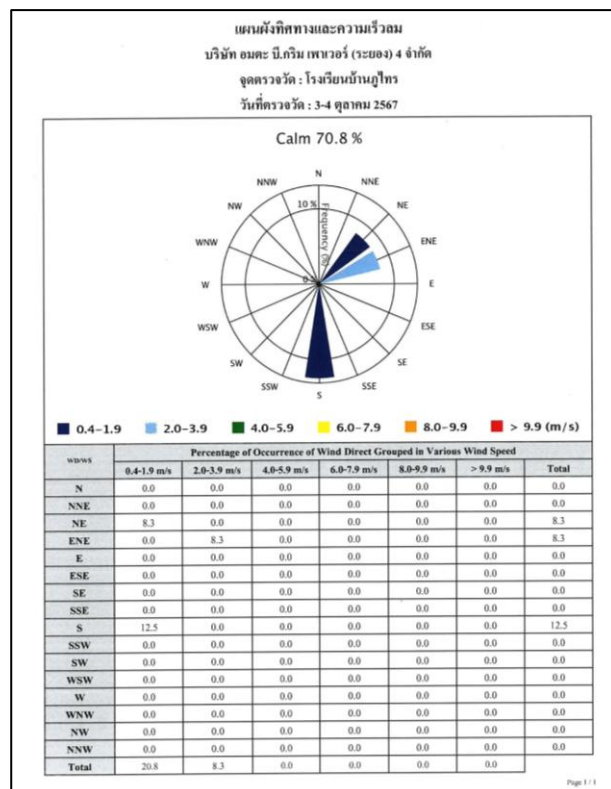 แผนผังทิศทางและความเร็วลม
บริษัท อมตะ บี.กริม เพาเวอร์ (ระยอง) 4 จำกัด
จุดตรวจวัด : โรงเรียนบ้านภูไทร
วันที่ตรวจวัด : 3-4 ตุลาคม 2567
Calm 70.8 %
N
NNW NNE
NW 10 % NE
Frequency (%)
WNW ENE
W 0 % E
WSW ESE
SW SE
SSW SSE
S
0.4-1.9 2.0-3.9 4.0-5.9 6.0-7.9 8.0-9.9 > 9.9 (m/s)
WD/WS Percentage of Occurrence of Wind Direct Grouped in Various Wind Speed
0.4-1.9 m/s 2.0-3.9 m/s 4.0-5.9 m/s 6.0-7.9 m/s 8.0-9.9 m/s > 9.9 m/s Total
N 0.0 0.0 0.0 0.0 0.0 0.0 0.0
NNE 0.0 0.0 0.0 0.0 0.0 0.0 0.0
NE 8.3 0.0 0.0 0.0 0.0 0.0 8.3
ENE 0.0 8.3 0.0 0.0 0.0 0.0 8.3
E 0.0 0.0 0.0 0.0 0.0 0.0 0.0
ESE 0.0 0.0 0.0 0.0 0.0 0.0 0.0
SE 0.0 0.0 0.0 0.0 0.0 0.0 0.0
SSE 0.0 0.0 0.0 0.0 0.0 0.0 0.0
S 12.5 0.0 0.0 0.0 0.0 0.0 12.5
SSW 0.0 0.0 0.0 0.0 0.0 0.0 0.0
SW 0.0 0.0 0.0 0.0 0.0 0.0 0.0
WSW 0.0 0.0 0.0 0.0 0.0 0.0 0.0
W 0.0 0.0 0.0 0.0 0.0 0.0 0.0
WNW 0.0 0.0 0.0 0.0 0.0 0.0 0.0
NW 0.0 0.0 0.0 0.0 0.0 0.0 0.0
NNW 0.0 0.0 0.0 0.0 0.0 0.0 0.0
Total 20.8 8.3 0.0 0.0 0.0 0.0
Page 1 / 1